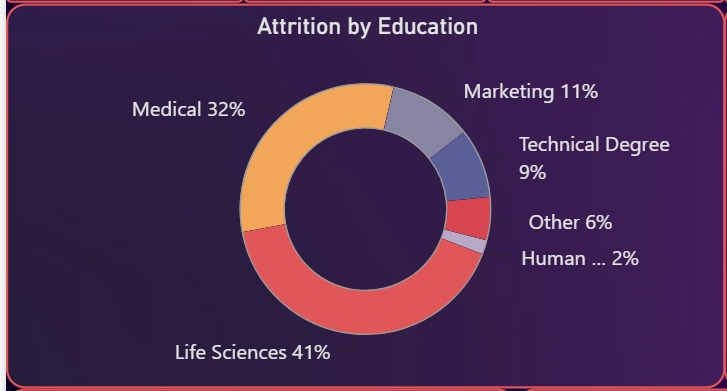 Attrition by Education
Medical 32%
Marketing 11%
Technical Degree
9%
Other 6%
Human ... 2%
Life Sciences 41%